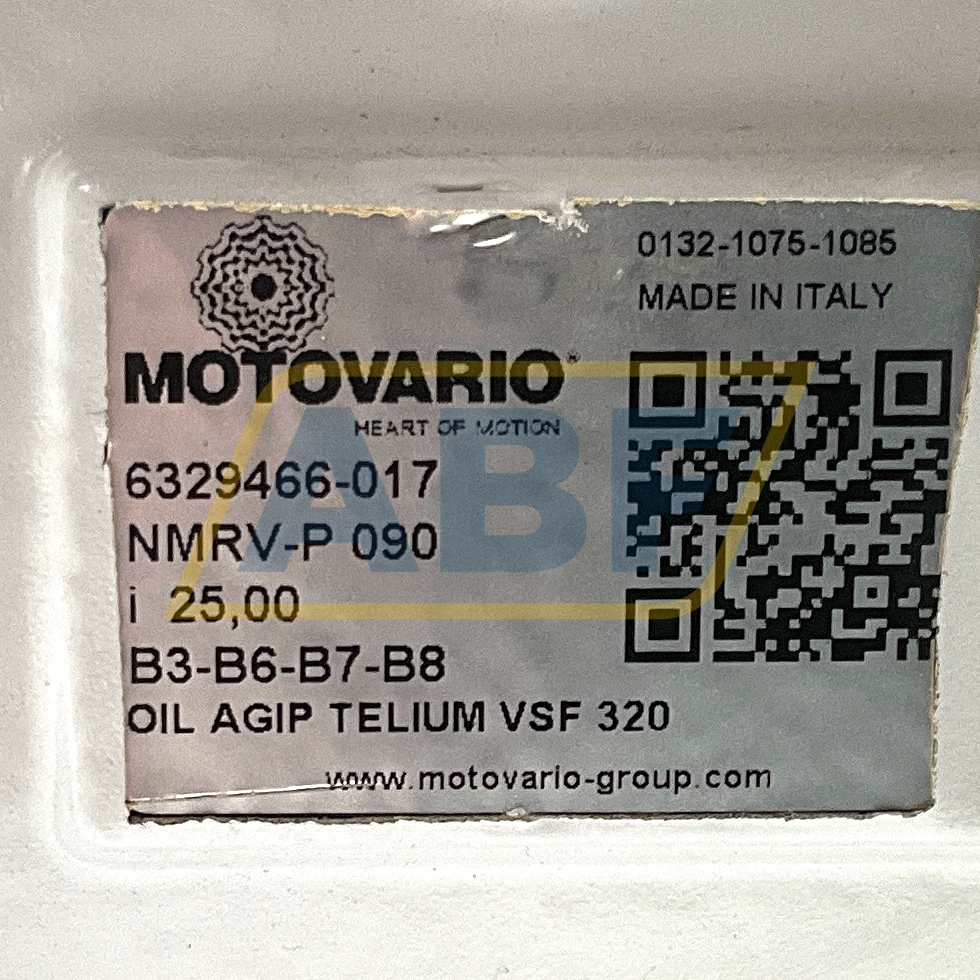 0132-1075-1085
MADE IN ITALY
MOTOVARIO®
HEART OF MOTION
6329466-017
NMRV-P 090
i 25,00
B3-B6-B7-B8
OIL AGIP TELIUM VSF 320
www.motovario-group.com
ABF